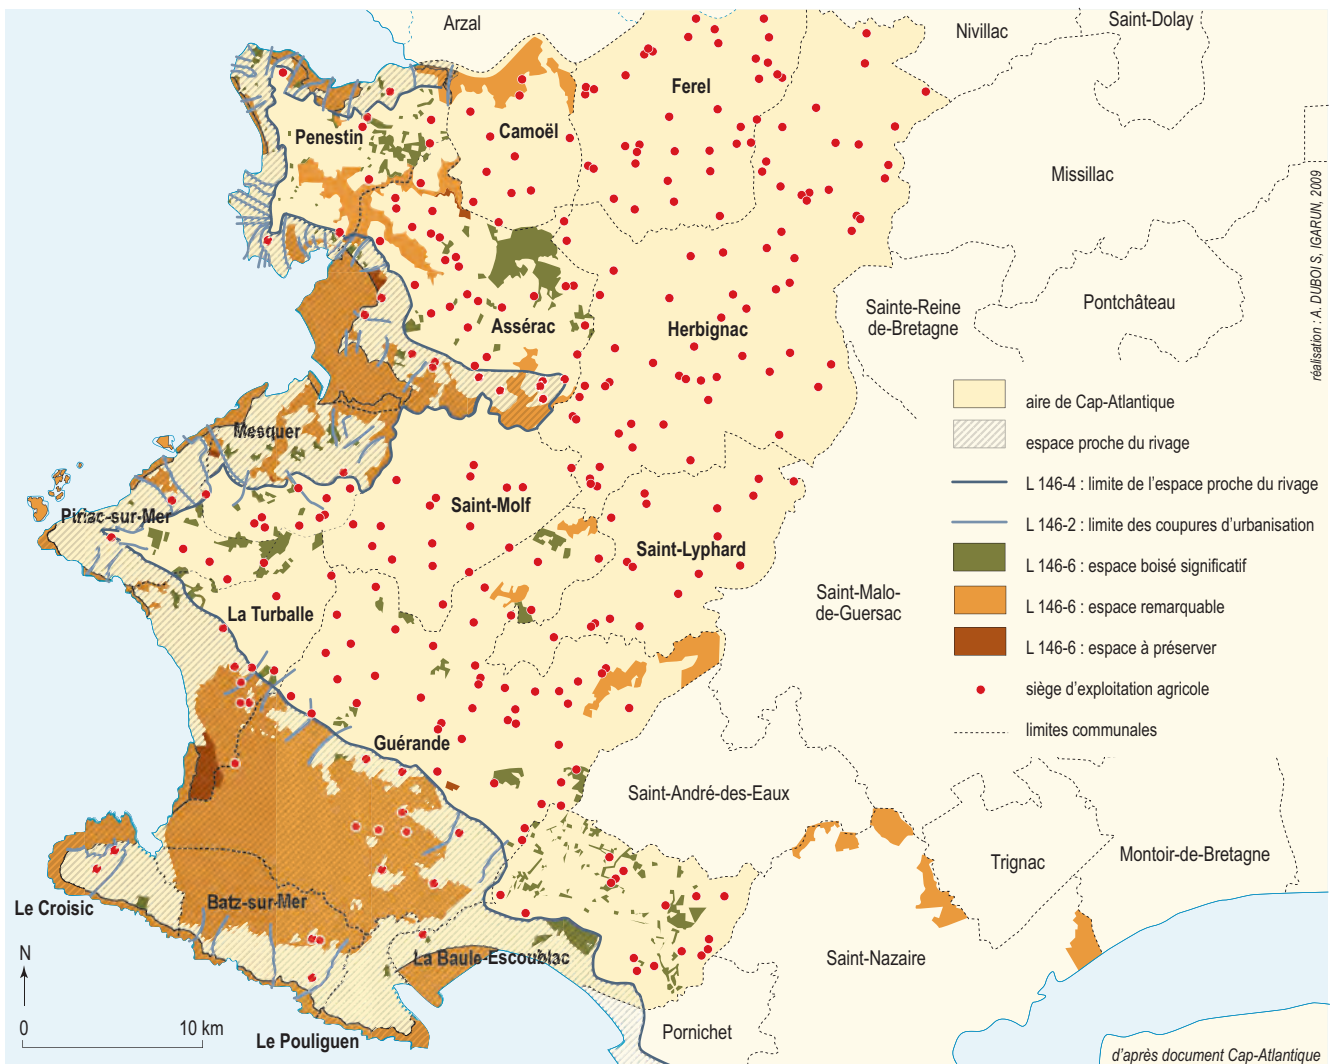 Arzal
Nivillac
Saint-Dolay
Ferel
Penestin
Camoël
Missillac
réalisation : A. DUBOIS, IGARUN, 2009
Assérac
Herbignac
Sainte-Reine
de-Bretagne
Pontchâteau
aire de Cap-Atlantique
espace proche du rivage
L 146-4 : limite de l'espace proche du rivage
L 146-2 : limite des coupures d'urbanisation
L 146-6 : espace boisé significatif
L 146-6 : espace remarquable
L 146-6 : espace à préserver
siège d'exploitation agricole
limites communales
Mesquer
Piriac-sur-Mer
Saint-Molf
Saint-Lyphard
Saint-Malo-
de-Guersac
La Turballe
Guérande
Saint-André-des-Eaux
Trignac
Montoir-de-Bretagne
Le Croisic
Batz-sur-Mer
La Baule-Escoublac
Saint-Nazaire
N
0
10 km
Le Pouliguen
Pornichet
d'après document Cap-Atlantique